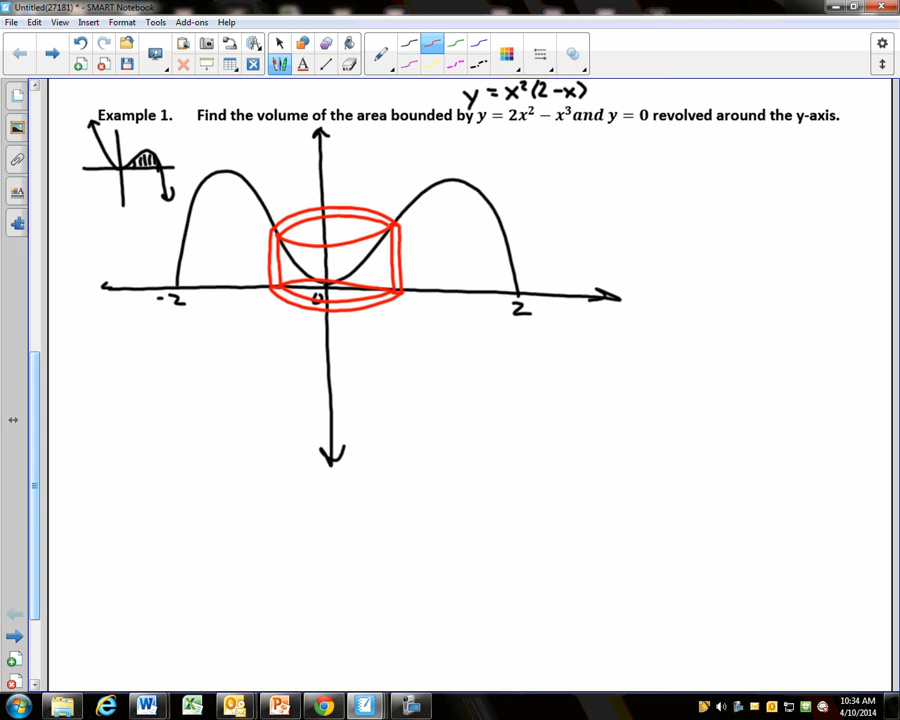 Untitled(27181) * - SMART Notebook
File Edit View Insert Format Tools Add-ons Help
y = x²(2-x)
Example 1. Find the volume of the area bounded by y = 2x² − x³and y = 0 revolved around the y-axis.
-2 0 2
10:34 AM
4/10/2014